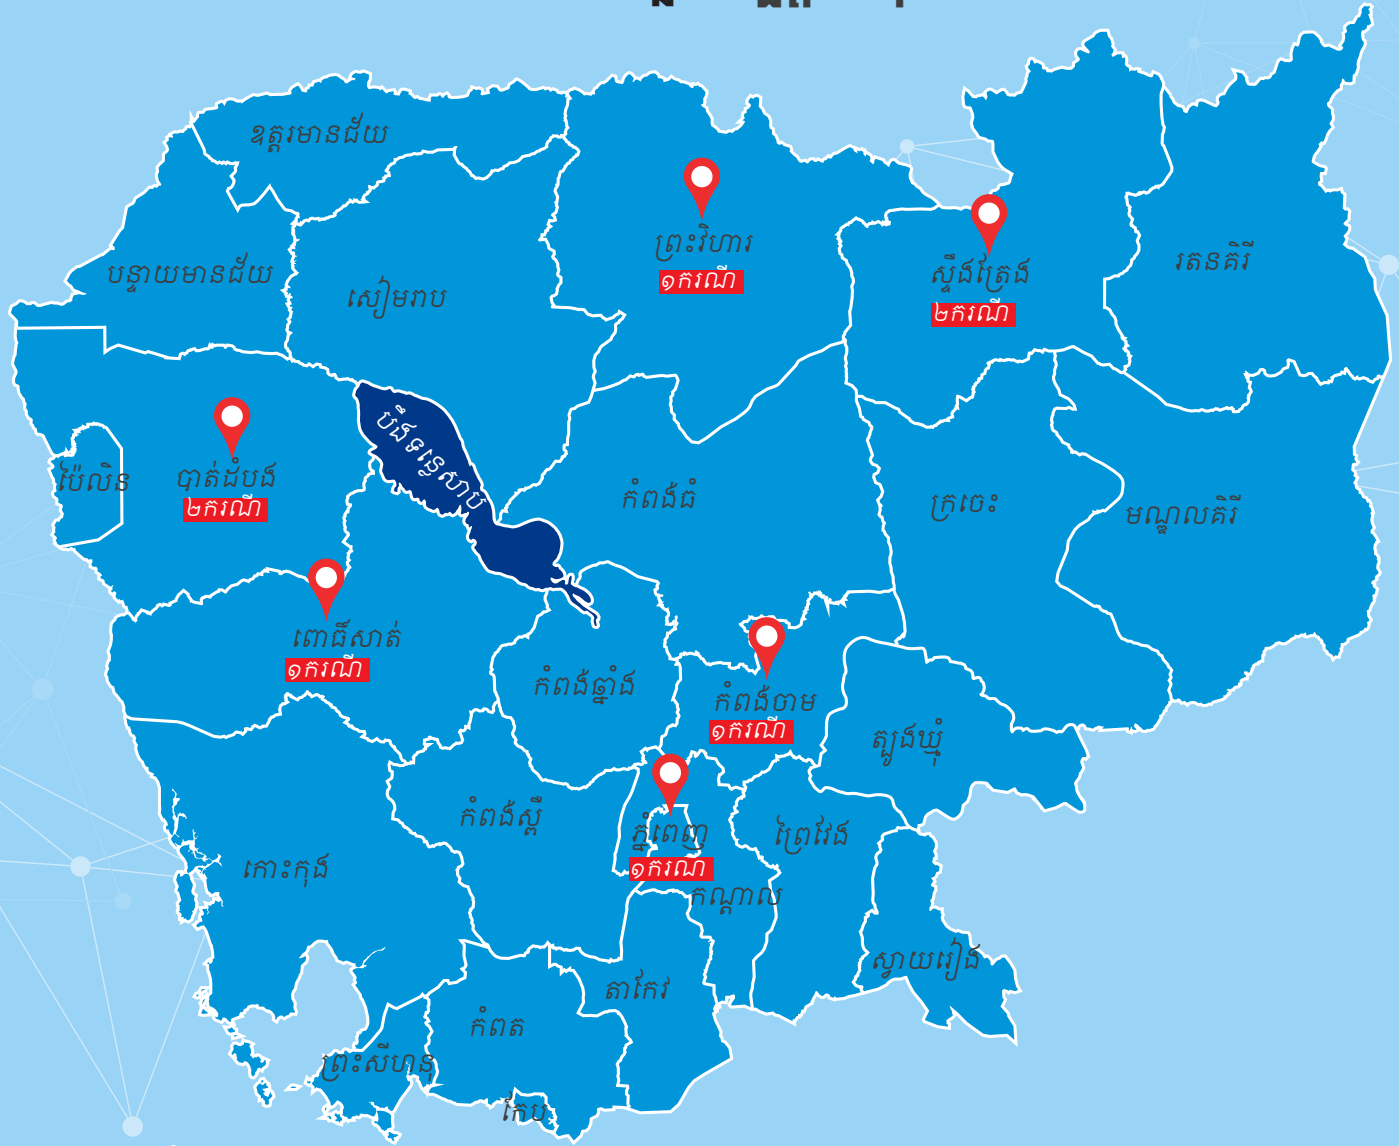 ឧត្តរមានជ័យ
ព្រះវិហារ
១ករណី
ស្ទឹងត្រែង
២ករណី
រតនគិរី
បន្ទាយមានជ័យ
សៀមរាប
បឹងទន្លេសាប
ប៉ៃលិន
បាត់ដំបង
២ករណី
កំពង់ធំ
ក្រចេះ
មណ្ឌលគិរី
ពោធិ៍សាត់
១ករណី
កំពង់ឆ្នាំង
កំពង់ចាម
១ករណី
ត្បូងឃ្មុំ
កំពង់ស្ពឺ
ភ្នំពេញ
១ករណី
ព្រៃវែង
កោះកុង
កណ្ដាល
ស្វាយរៀង
តាកែវ
កំពត
ព្រះសីហនុ
កែប